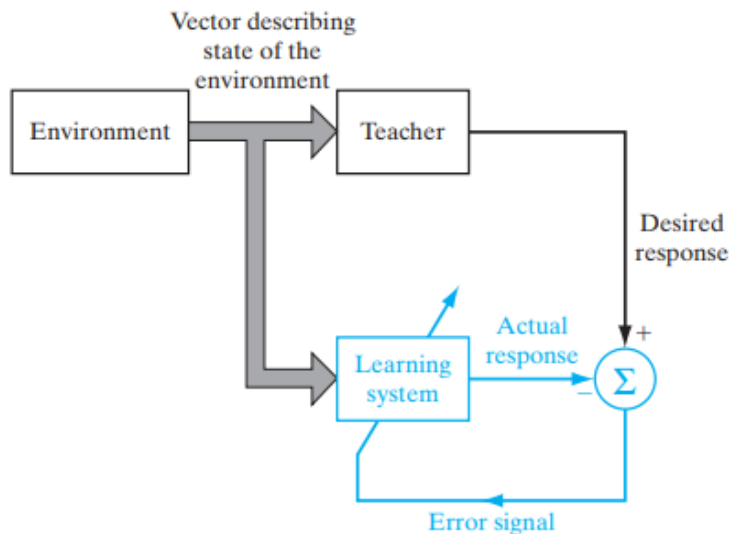 Vector describing
state of the
environment
Environment
Teacher
Desired
response
+
Actual
response
Learning
system
−
Σ
Error signal